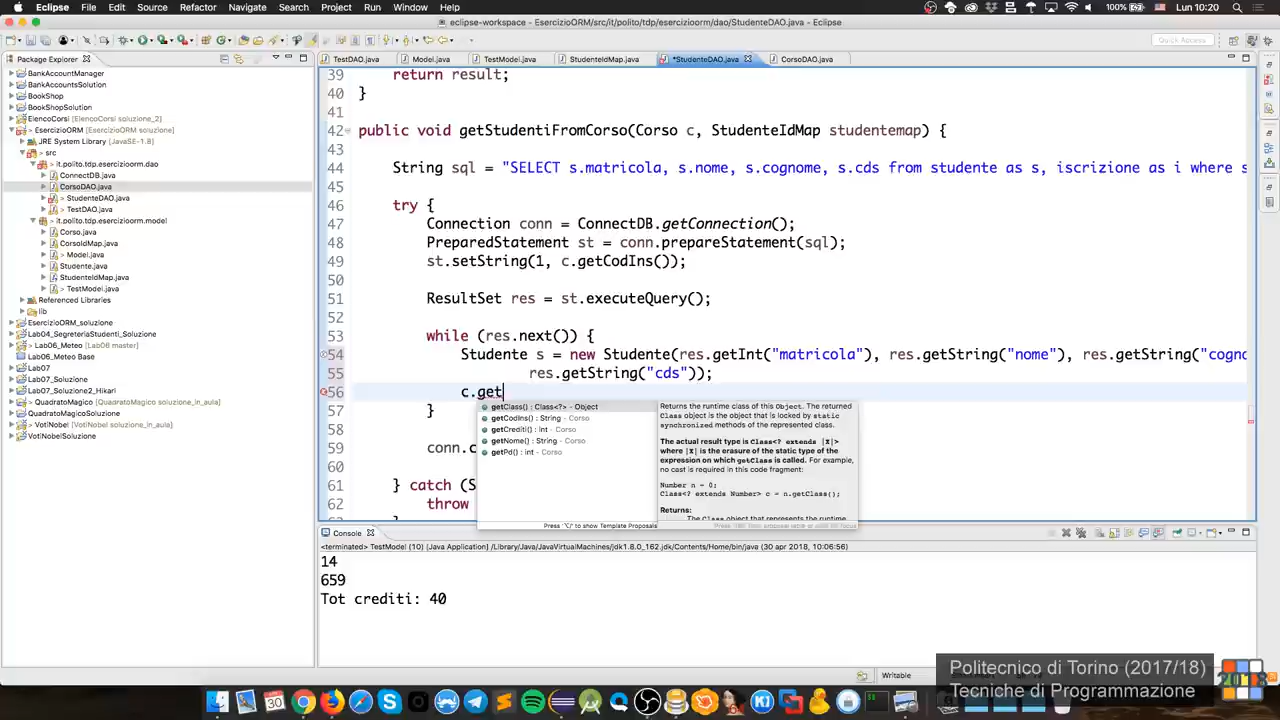 Eclipse File Edit Source Refactor Navigate Search Project Run Window Help 100% Lun 10:20
eclipse-workspace - EsercizioORM/src/it/polito/tdp/esercizioorm/dao/StudenteDAO.java - Eclipse
Quick Access
Package Explorer
TestDAO.java Model.java TestModel.java StudenteIdMap.java *StudenteDAO.java CorsoDAO.java
BankAccountManager
BankAccountsSolution
BookShop
BookShopSolution
ElencoCorsi [ElencoCorsi soluzione_2]
> EsercizioORM [EsercizioORM soluzione]
JRE System Library [JavaSE-1.8]
> src
> it.polito.tdp.esercizioorm.dao
ConnectDB.java
CorsoDAO.java
> StudenteDAO.java
> TestDAO.java
> it.polito.tdp.esercizioorm.model
Corso.java
CorsoIdMap.java
> Model.java
Studente.java
StudenteIdMap.java
> TestModel.java
Referenced Libraries
lib
EsercizioORM_soluzione
Lab04_SegreteriaStudenti_Soluzione
> Lab06_Meteo [Lab06 master]
Lab06_Meteo Base
Lab07
Lab07_Soluzione
Lab07_Soluzione2_Hikari
> QuadratoMagico [QuadratoMagico soluzione_in_aula]
QuadratoMagicoSoluzione
> VotiNobel [VotiNobel soluzione_in_aula]
VotiNobelSoluzione
39 return result;
40 }
41
42 public void getStudentiFromCorso(Corso c, StudenteIdMap studentemap) {
43
44 String sql = "SELECT s.matricola, s.nome, s.cognome, s.cds from studente as s, iscrizione as i where s
45
46 try {
47 Connection conn = ConnectDB.getConnection();
48 PreparedStatement st = conn.prepareStatement(sql);
49 st.setString(1, c.getCodIns());
50
51 ResultSet res = st.executeQuery();
52
53 while (res.next()) {
54 Studente s = new Studente(res.getInt("matricola"), res.getString("nome"), res.getString("cogno
55 res.getString("cds"));
56 c.get
57 }
58
59 conn.c
60
61 } catch (S
62 throw
getClass() : Class<?> - Object
getCodIns() : String - Corso
getCrediti() : int - Corso
getNome() : String - Corso
getPd() : int - Corso
Press '⌥/' to show Template Proposals
Returns the runtime class of this Object. The returned
Class object is the object that is locked by static
synchronized methods of the represented class.
The actual result type is Class<? extends |X|>
where |X| is the erasure of the static type of the
expression on which getClass is called. For example,
no cast is required in this code fragment:
Number n = 0;
Class<? extends Number> c = n.getClass();
Returns:
The Class object that represents the runtime
Console
<terminated> TestModel (10) [Java Application] /Library/Java/JavaVirtualMachines/jdk1.8.0_162.jdk/Contents/Home/bin/java (30 apr 2018, 10:06:56)
14
659
Tot crediti: 40
Writable
Politecnico di Torino (2017/18)
Tecniche di Programmazione
2018